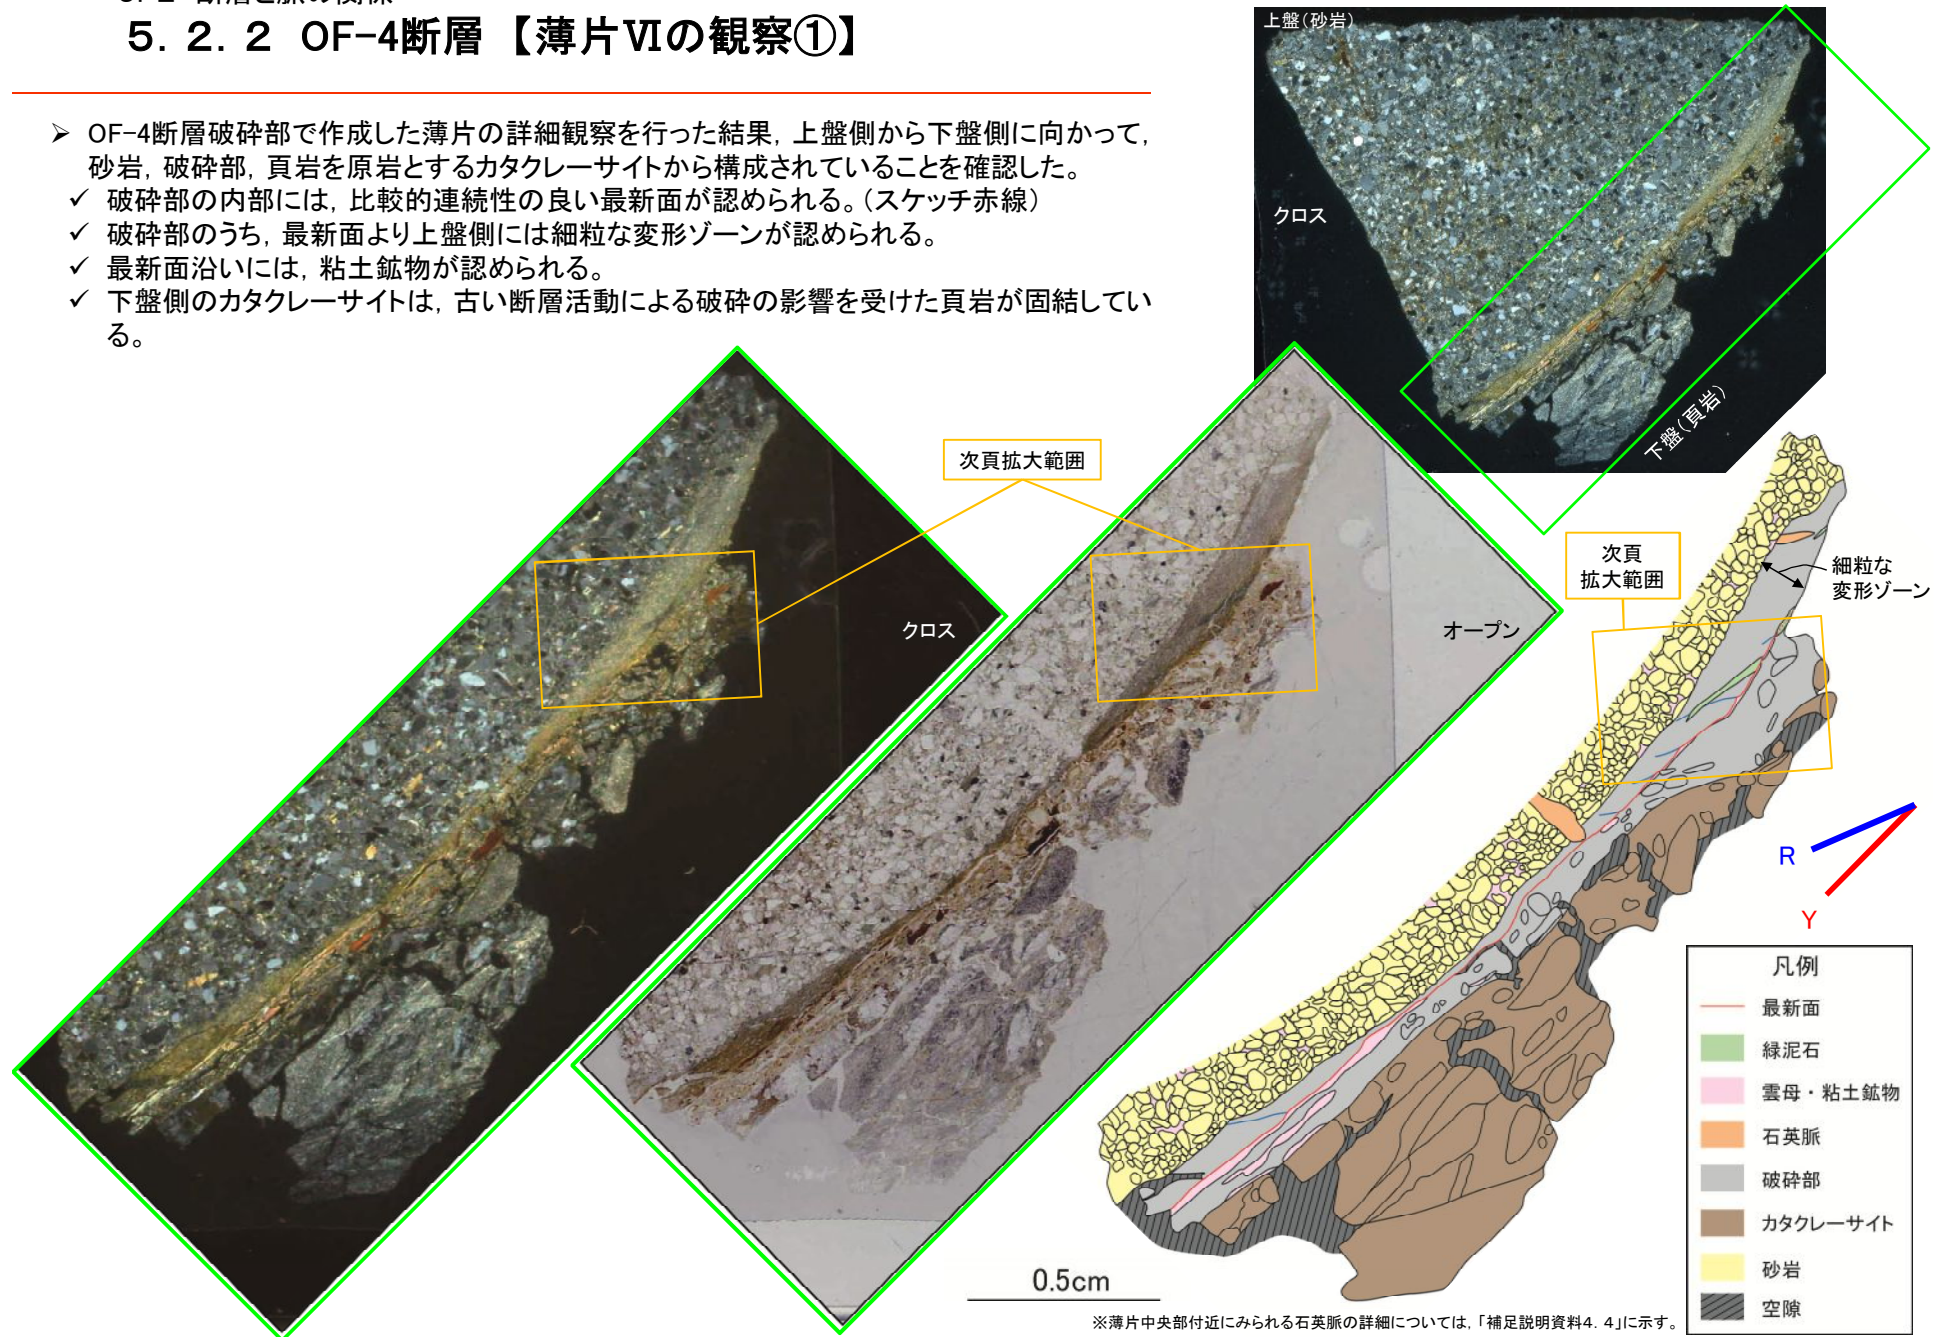 5．2．2 OF−4断層 【薄片Ⅵの観察①】
➢ OF−4断層破砕部で作成した薄片の詳細観察を行った結果，上盤側から下盤側に向かって，
砂岩，破砕部，頁岩を原岩とするカタクレーサイトから構成されていることを確認した。
✓ 破砕部の内部には，比較的連続性の良い最新面が認められる。（スケッチ赤線）
✓ 破砕部のうち，最新面より上盤側には細粒な変形ゾーンが認められる。
✓ 最新面沿いには，粘土鉱物が認められる。
✓ 下盤側のカタクレーサイトは，古い断層活動による破砕の影響を受けた頁岩が固結してい
る。
上盤（砂岩）
クロス
下盤（頁岩）
次頁拡大範囲
クロス
オープン
次頁
拡大範囲
細粒な
変形ゾーン
R
Y
凡例
最新面
緑泥石
雲母・粘土鉱物
石英脈
破砕部
カタクレーサイト
砂岩
空隙
0.5cm
※薄片中央部付近にみられる石英脈の詳細については，「補足説明資料4．4」に示す。